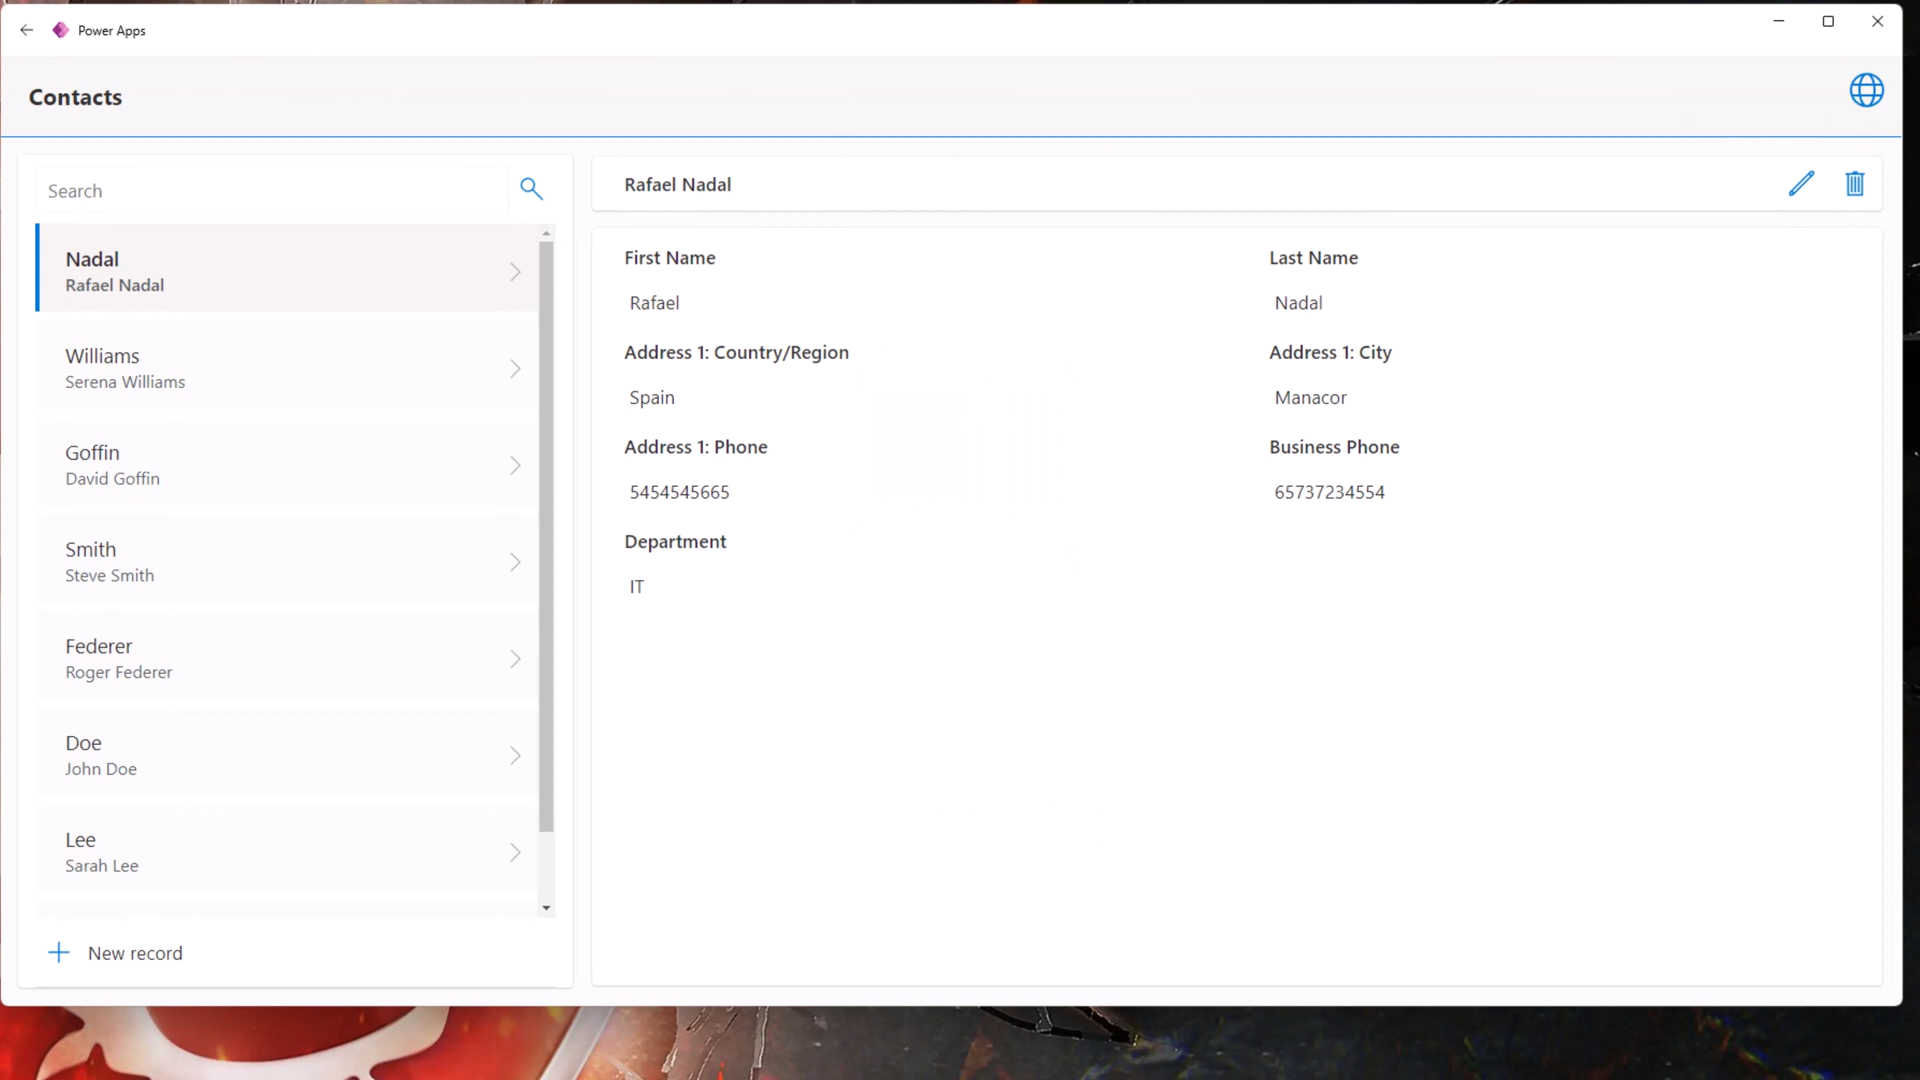 Power Apps
Contacts
Search
Nadal
Rafael Nadal
Williams
Serena Williams
Goffin
David Goffin
Smith
Steve Smith
Federer
Roger Federer
Doe
John Doe
Lee
Sarah Lee
New record
Rafael Nadal
First Name
Rafael
Last Name
Nadal
Address 1: Country/Region
Spain
Address 1: City
Manacor
Address 1: Phone
5454545665
Business Phone
65737234554
Department
IT